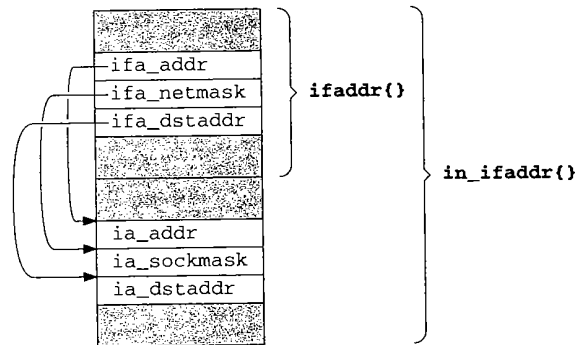 ifa_addr
ifa_netmask
ifa_dstaddr
ifaddr{}
in_ifaddr{}
ia_addr
ia_sockmask
ia_dstaddr